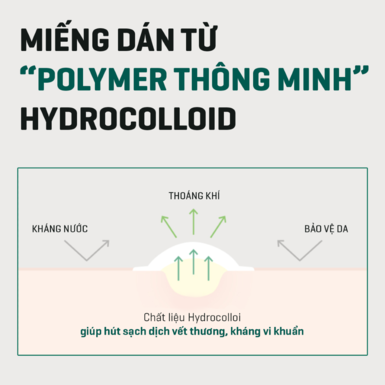 MIẾNG DÁN TỪ
“POLYMER THÔNG MINH”
HYDROCOLLOID
THOÁNG KHÍ
KHÁNG NƯỚC
BẢO VỆ DA
Chất liệu Hydrocolloi
giúp hút sạch dịch vết thương, kháng vi khuẩn